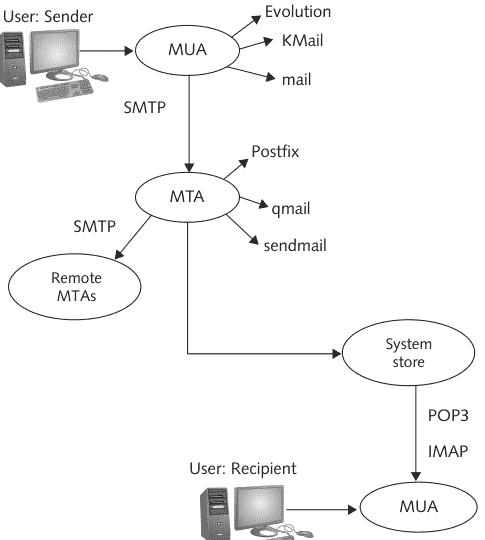 User: Sender
MUA
Evolution
KMail
mail
SMTP
Postfix
MTA
qmail
sendmail
SMTP
Remote
MTAs
System
store
POP3
IMAP
User: Recipient
MUA